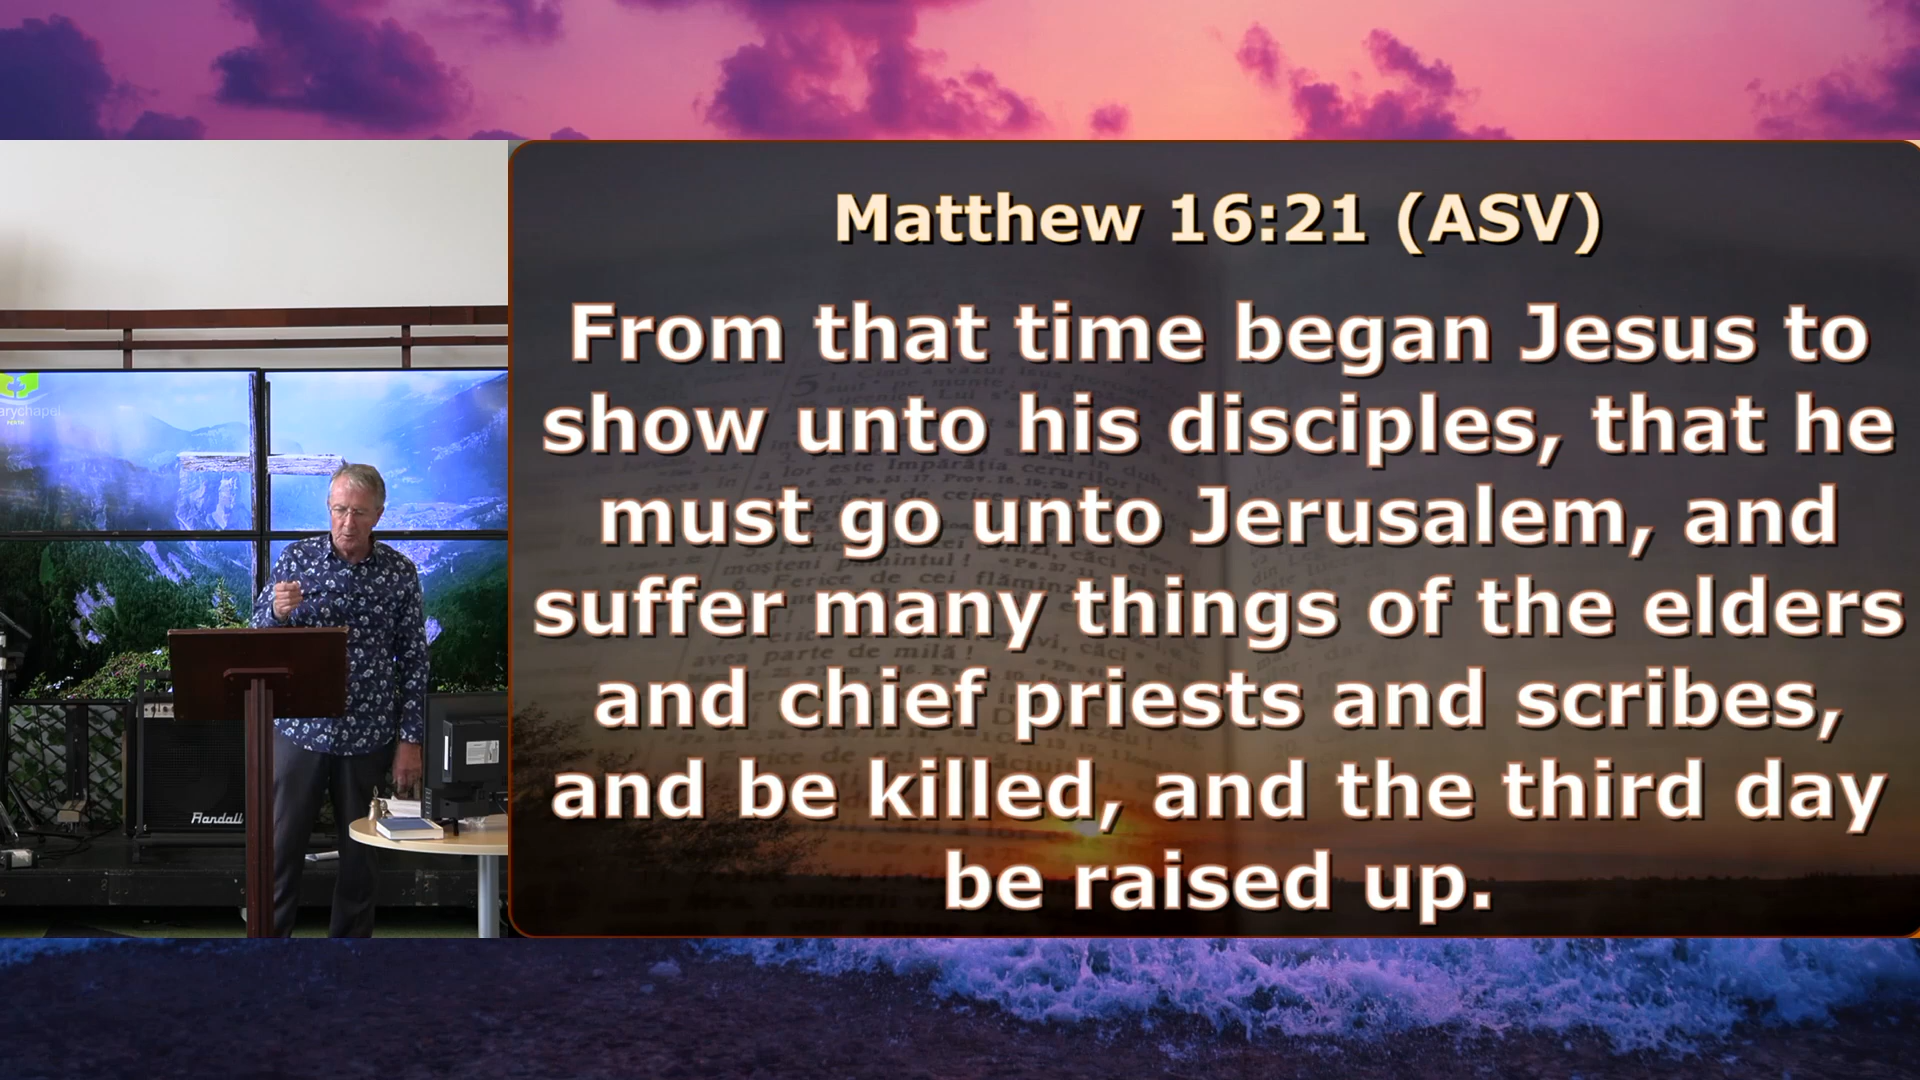 Matthew 16:21 (ASV)
From that time began Jesus to
show unto his disciples, that he
must go unto Jerusalem, and
suffer many things of the elders
and chief priests and scribes,
and be killed, and the third day
be raised up.
arychapel
PERTH
Randall